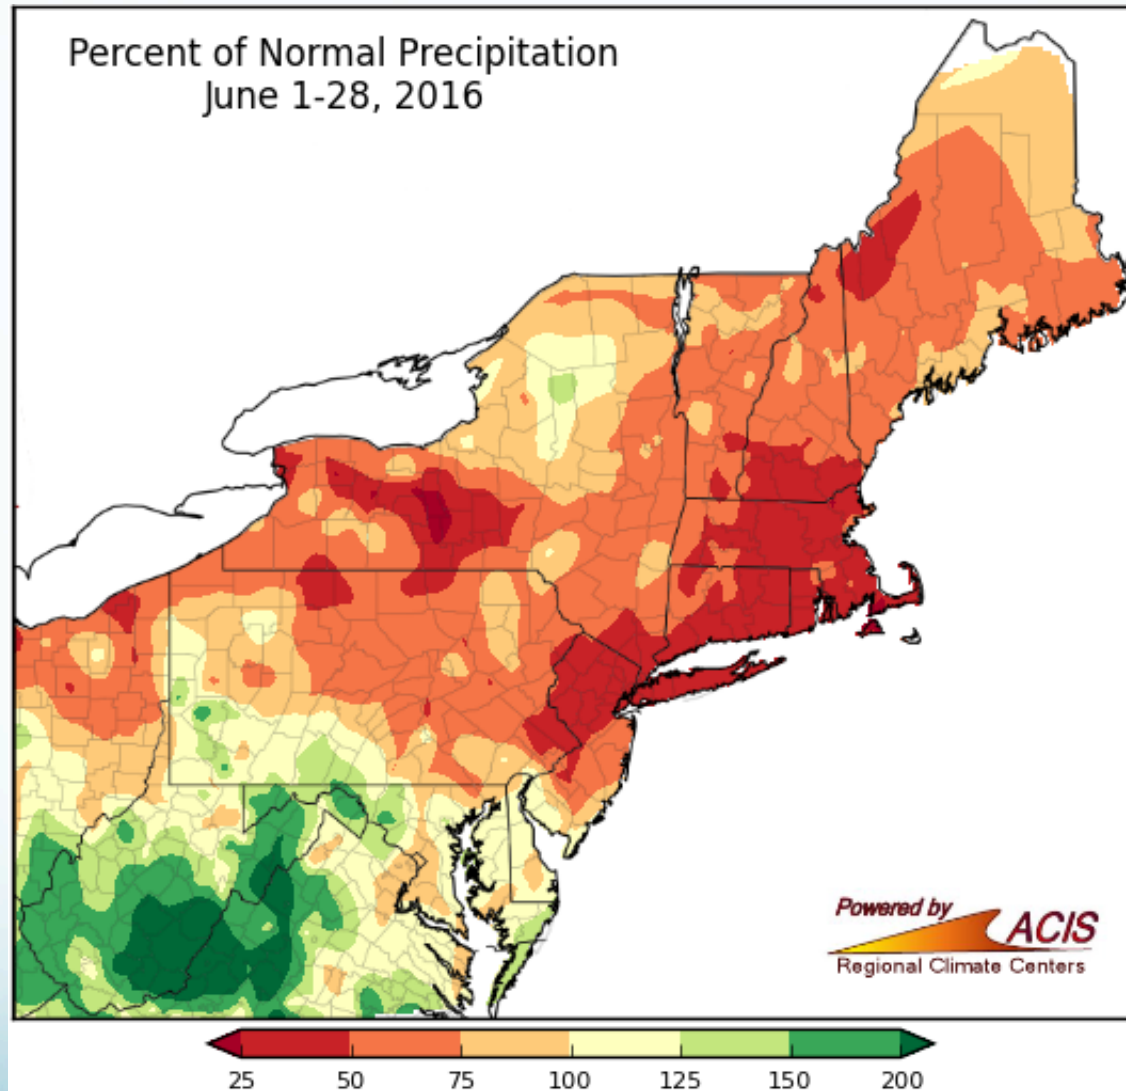 Percent of Normal Precipitation
June 1-28, 2016
Powered by
ACIS
Regional Climate Centers
25 50 75 100 125 150 200